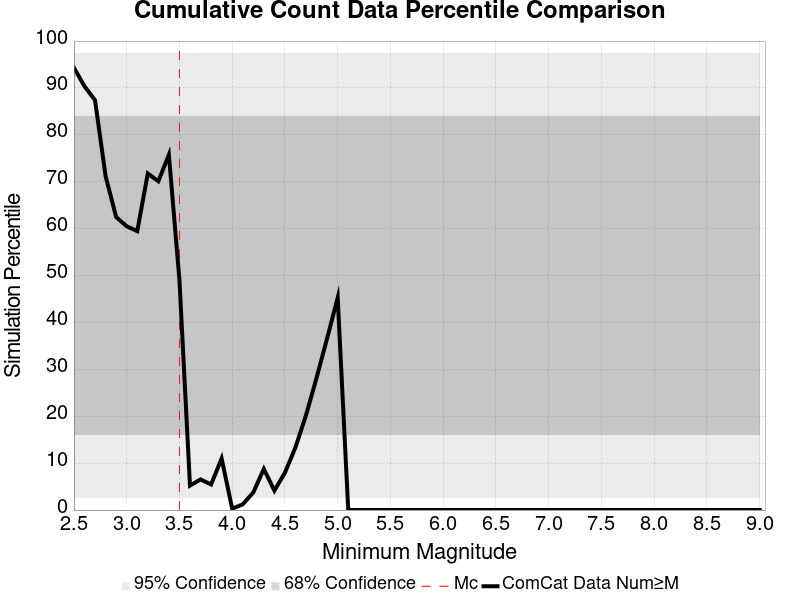 Cumulative Count Data Percentile Comparison
100
90
80
70
60
50
40
30
20
10
0
Simulation Percentile
2.5 3.0 3.5 4.0 4.5 5.0 5.5 6.0 6.5 7.0 7.5 8.0 8.5 9.0
Minimum Magnitude
95% Confidence 68% Confidence Mc ComCat Data Num≥M